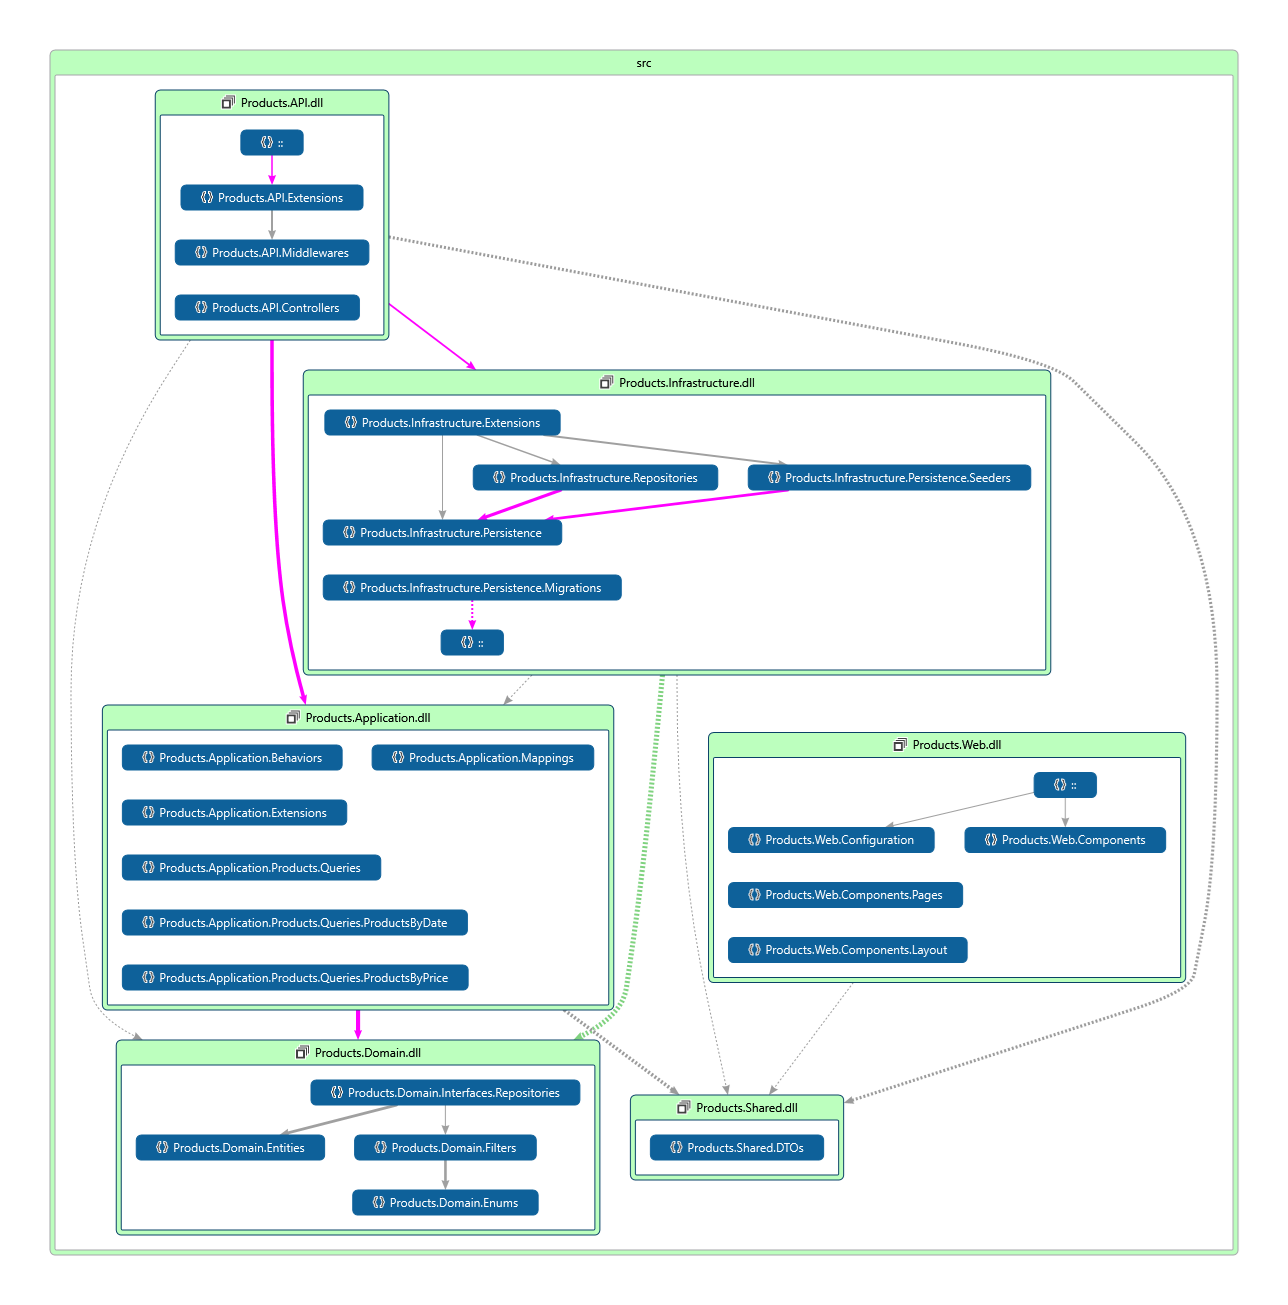 src
Products.API.dll
::
Products.API.Extensions
Products.API.Middlewares
Products.API.Controllers
Products.Infrastructure.dll
Products.Infrastructure.Extensions
Products.Infrastructure.Repositories
Products.Infrastructure.Persistence.Seeders
Products.Infrastructure.Persistence
Products.Infrastructure.Persistence.Migrations
::
Products.Application.dll
Products.Application.Behaviors
Products.Application.Mappings
Products.Application.Extensions
Products.Application.Products.Queries
Products.Application.Products.Queries.ProductsByDate
Products.Application.Products.Queries.ProductsByPrice
Products.Web.dll
::
Products.Web.Configuration
Products.Web.Components
Products.Web.Components.Pages
Products.Web.Components.Layout
Products.Domain.dll
Products.Domain.Interfaces.Repositories
Products.Domain.Entities
Products.Domain.Filters
Products.Domain.Enums
Products.Shared.dll
Products.Shared.DTOs